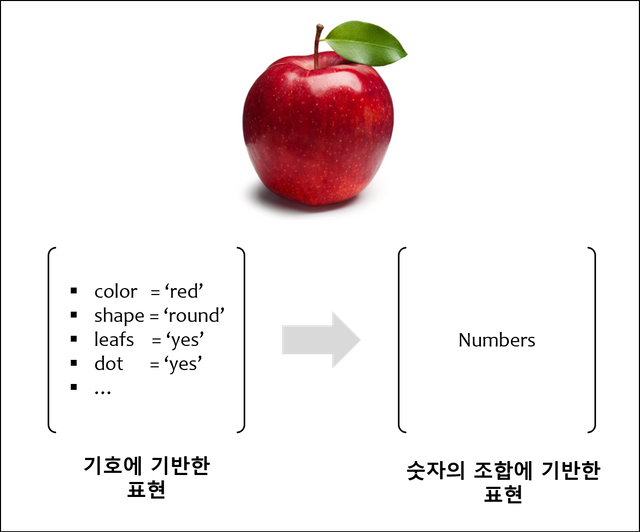 ▪ color = ‘red’
▪ shape = ‘round’
▪ leafs = ‘yes’
▪ dot = ‘yes’
▪ …
Numbers
기호에 기반한
표현
숫자의 조합에 기반한
표현